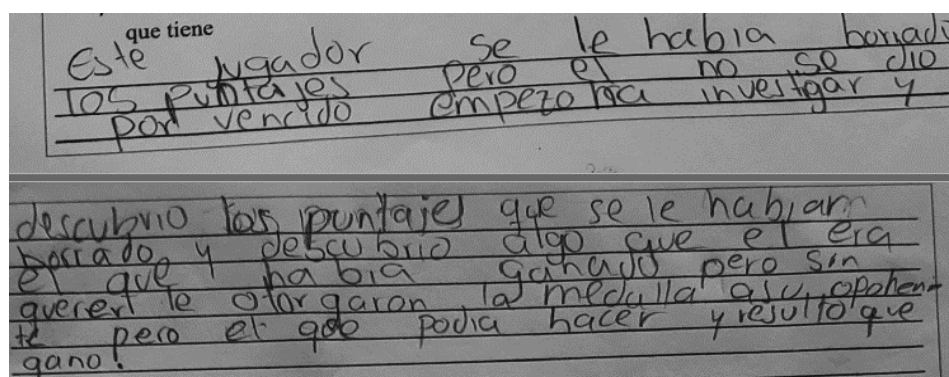 que tiene
Este jugador se le habia borrado
los puntajes pero el no se dio
por vencido empezo ha investigar y
descubrio los puntajes que se le habian
borrado y descubrio algo que el era
el que habia ganado pero sin
querert le otorgaron la medalla asu oponen-
te pero el que podia hacer y resulto que
gano!